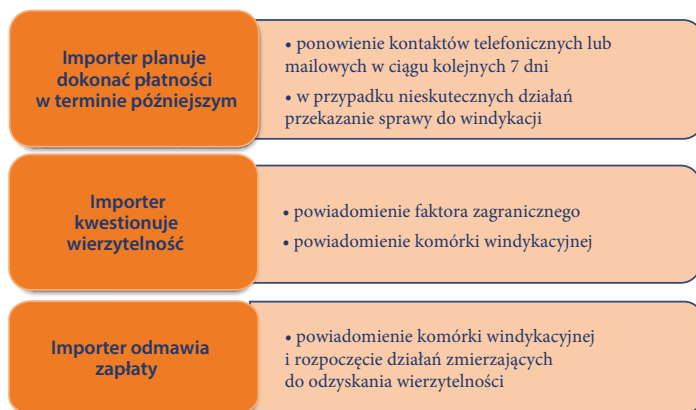 Importer planuje
dokonać płatności
w terminie późniejszym
• ponowienie kontaktów telefonicznych lub
mailowych w ciągu kolejnych 7 dni
• w przypadku nieskutecznych działań
przekazanie sprawy do windykacji
Importer
kwestionuje
wierzytelność
• powiadomienie faktora zagranicznego
• powiadomienie komórki windykacyjnej
Importer odmawia
zapłaty
• powiadomienie komórki windykacyjnej
i rozpoczęcie działań zmierzających
do odzyskania wierzytelności